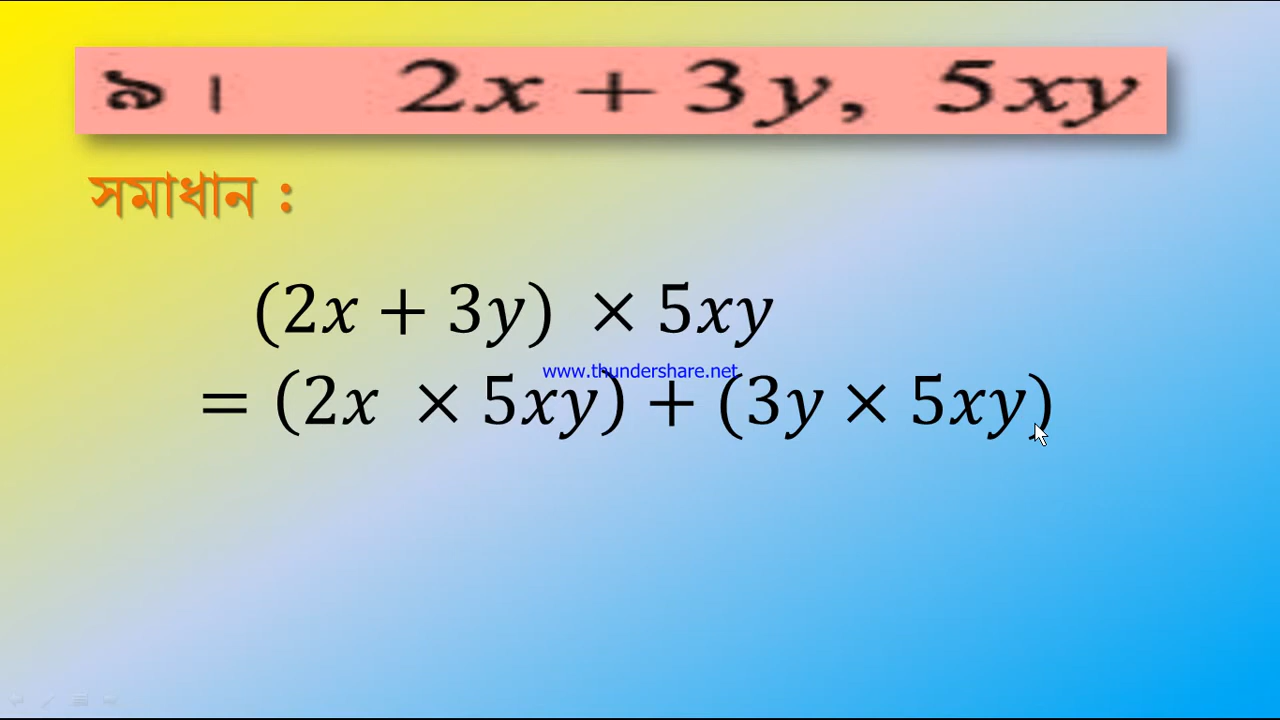 ৯। 2x + 3y, 5xy
সমাধান :
(2x + 3y) × 5xy
www.thundershare.net
= (2x × 5xy) + (3y × 5xy)